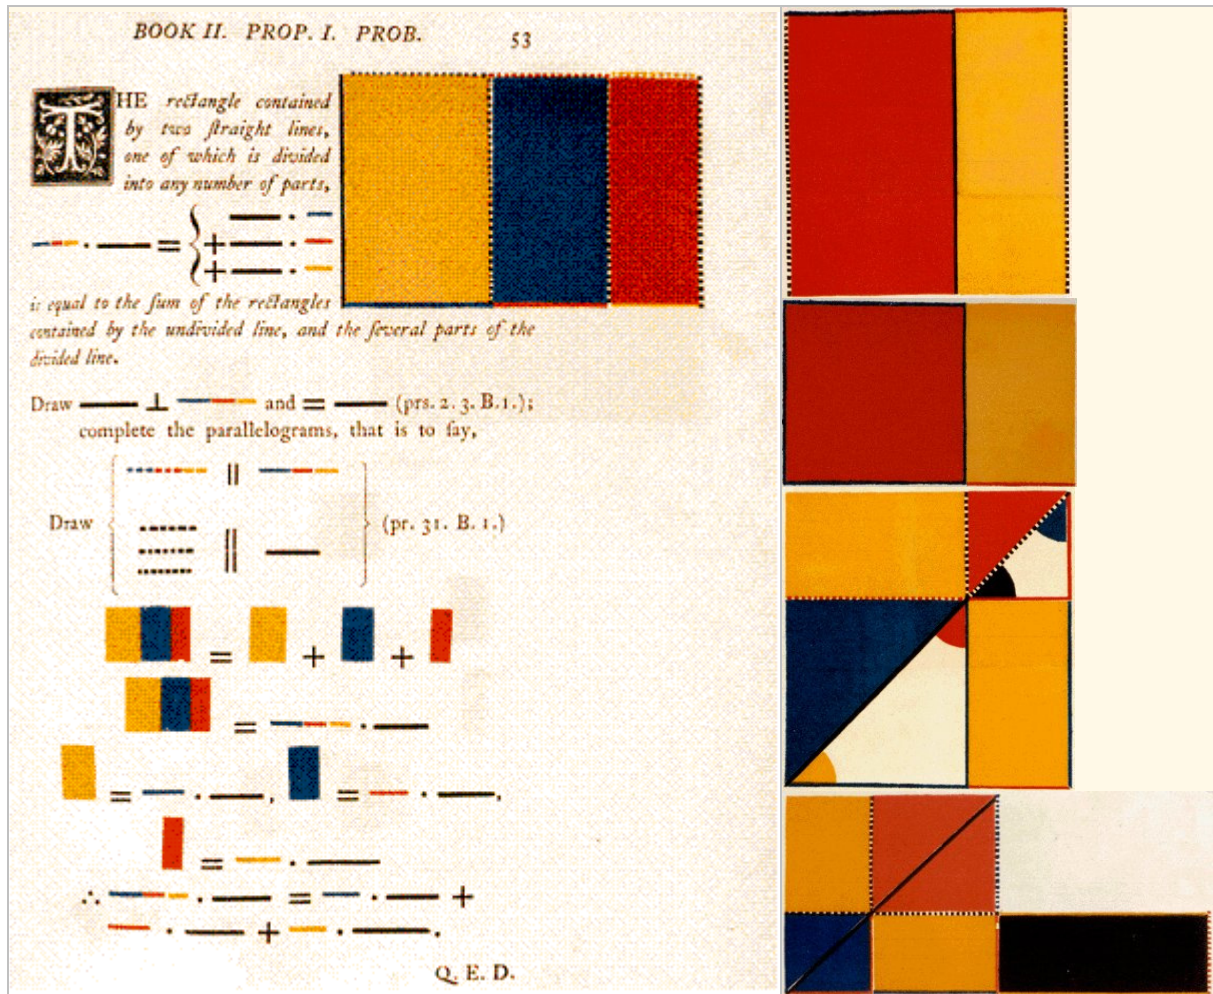 BOOK II. PROP. I. PROB.
53
THE rectangle contained
by two straight lines,
one of which is divided
into any number of parts,
· = { · 
+ ·
+ ·
is equal to the sum of the rectangles
contained by the undivided line, and the several parts of the
divided line.
Draw ⊥ and = (prs. 2. 3. B.1.);
complete the parallelograms, that is to say,
Draw { || } (pr. 31. B. 1.)
||
= + +
= ·
= · , = · .
= ·
∴ · = · +
· + · .
Q. E. D.